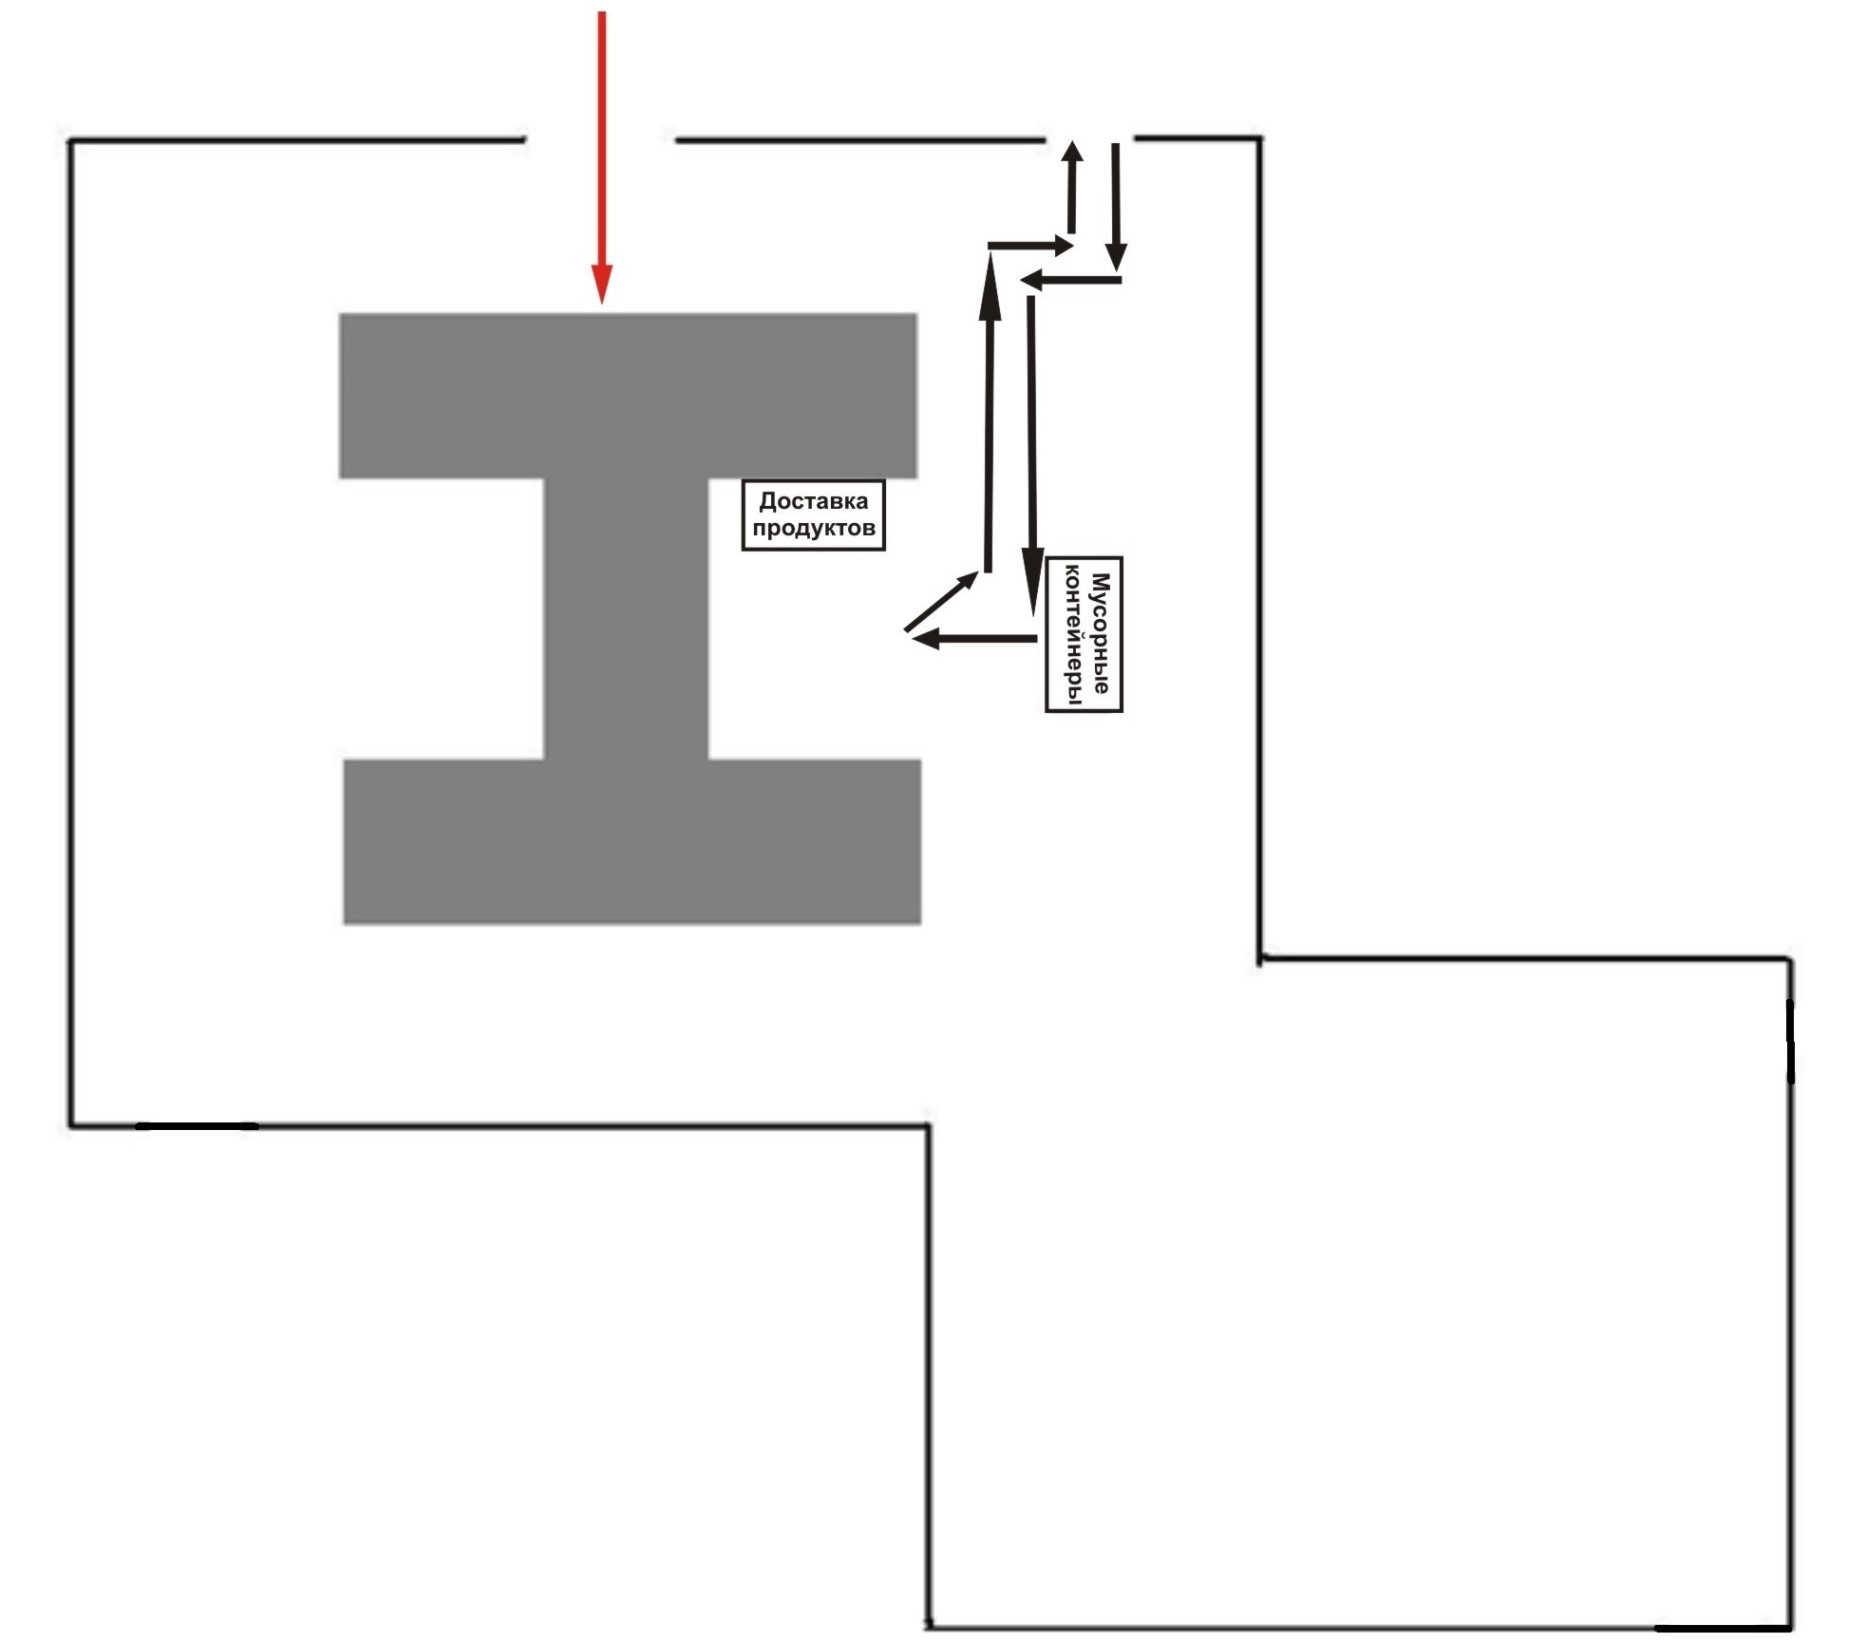 Доставка
продуктов
Мусорные
контейнеры